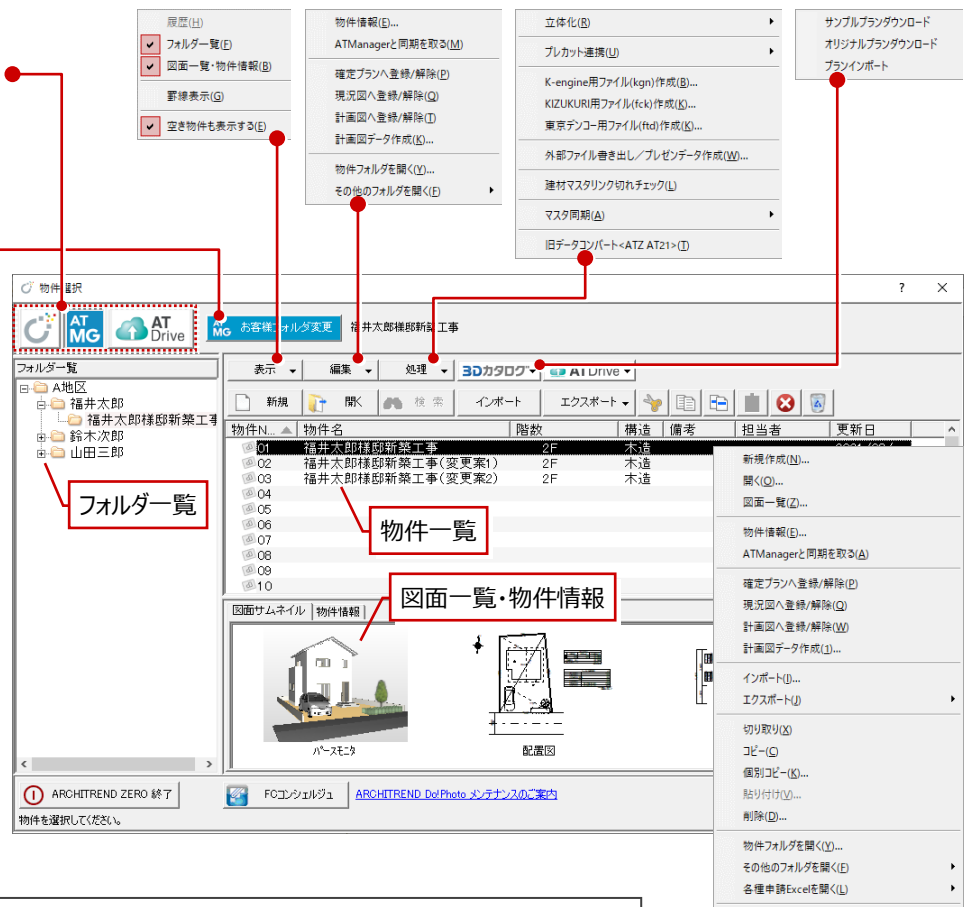 履歴(H)
フォルダ一覧(F)
図面一覧・物件情報(B)
罫線表示(G)
空き物件も表示する(E)
物件情報(E)...
ATManagerと同期を取る(M)
確定プランへ登録/解除(P)
現況図へ登録/解除(Q)
計画図へ登録/解除(T)
計画図データ作成(K)...
物件フォルダを開く(Y)...
その他のフォルダを開く(F)
立体化(R)
プレカット連携(U)
K-engine用ファイル(kgn)作成(B)...
KIZUKURI用ファイル(fck)作成(K)...
東京デンコー用ファイル(ftd)作成(K)...
外部ファイル書き出し／プレゼンデータ作成(W)...
建材マスタリンク切れチェック(L)
マスタ同期(A)
旧データコンバート<ATZ AT21>(T)
サンプルプランダウンロード
オリジナルプランダウンロード
プランインポート
物件選択
? ×
AT MG
AT Drive
お客様フォルダ変更
福井太郎様邸新築工事
フォルダ一覧
A地区
福井太郎
福井太郎様邸新築工事
鈴木次郎
山田三郎
フォルダ一覧
表示 編集 処理 3Dカタログ AT Drive
新規 開く 検索 インポート エクスポート
物件N... 物件名 階数 構造 備考 担当者 更新日
01 福井太郎様邸新築工事 2F 木造
02 福井太郎様邸新築工事(変更案1) 2F 木造
03 福井太郎様邸新築工事(変更案2) 2F 木造
04
05
06
07
08
09
10
物件一覧
図面一覧・物件情報
図面サムネイル 物件情報
パースモニタ
配置図
新規作成(N)...
開く(O)...
図面一覧(Z)...
物件情報(E)...
ATManagerと同期を取る(A)
確定プランへ登録/解除(P)
現況図へ登録/解除(Q)
計画図へ登録/解除(W)
計画図データ作成(1)...
インポート(I)...
エクスポート(J)
切り取り(X)
コピー(C)
個別コピー(K)...
貼り付け(V)...
削除(D)...
物件フォルダを開く(Y)...
その他のフォルダを開く(F)
各種申請Excelを開く(L)
ARCHITREND ZERO 終了
FCコンシェルジュ
ARCHITREND Do!Photo メンテナンスのご案内
物件を選択してください。